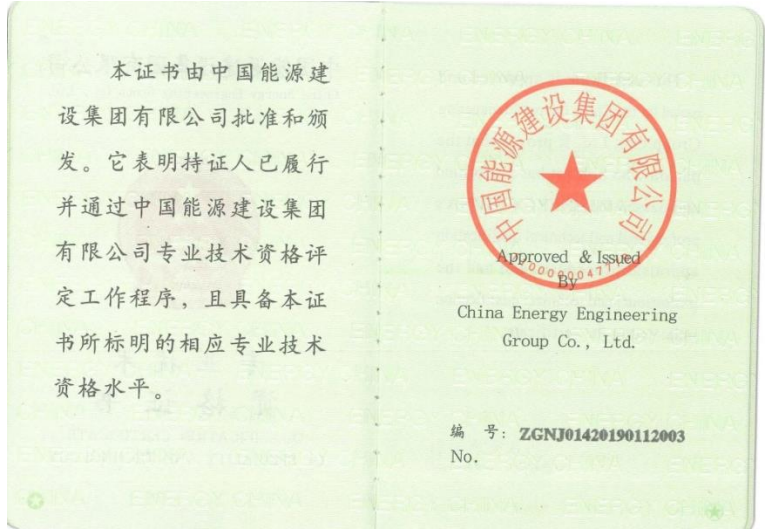 本证书由中国能源建
设集团有限公司批准和颁
发。它表明持证人已履行
并通过中国能源建设集团
有限公司专业技术资格评
定工作程序，且具备本证
书所标明的相应专业技术
资格水平。
中国能源建设集团有限公司
Approved & Issued
By
China Energy Engineering
Group Co., Ltd.
编 号: ZGNJ01420190112003
No.